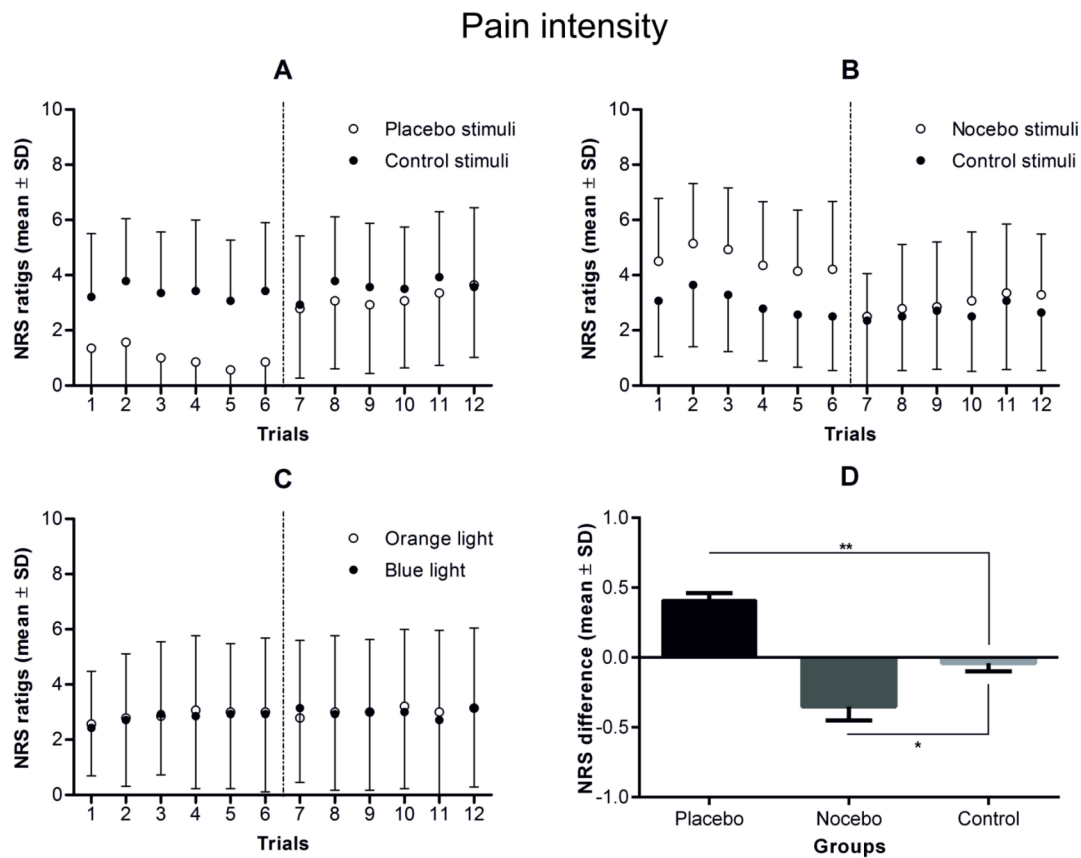 Pain intensity
A
10
8
6
4
2
0
NRS ratigs (mean ± SD)
Placebo stimuli
Control stimuli
1 2 3 4 5 6 7 8 9 10 11 12
Trials
B
10
8
6
4
2
0
NRS ratigs (mean ± SD)
Nocebo stimuli
Control stimuli
1 2 3 4 5 6 7 8 9 10 11 12
Trials
C
10
8
6
4
2
0
NRS ratigs (mean ± SD)
Orange light
Blue light
1 2 3 4 5 6 7 8 9 10 11 12
Trials
D
1.0
0.5
0.0
-0.5
-1.0
NRS difference (mean ± SD)
**
*
Placebo Nocebo Control
Groups